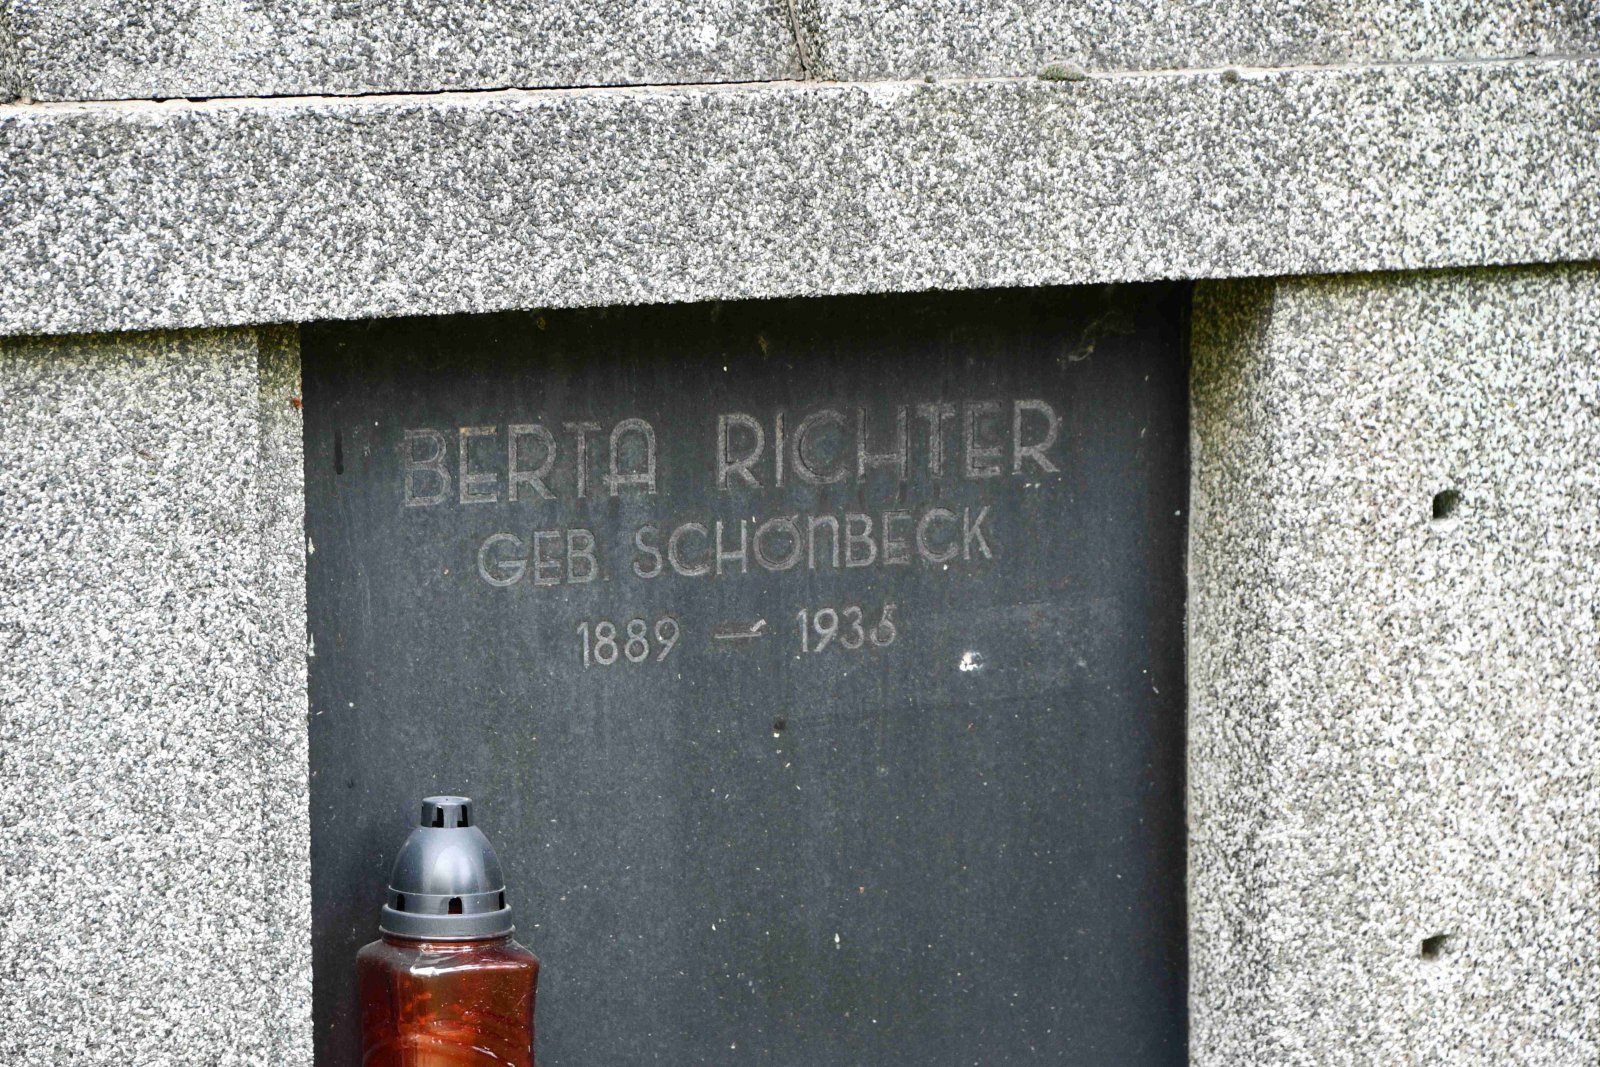 BERTA RICHTER
GEB. SCHÖNBECK
1889 – 1936